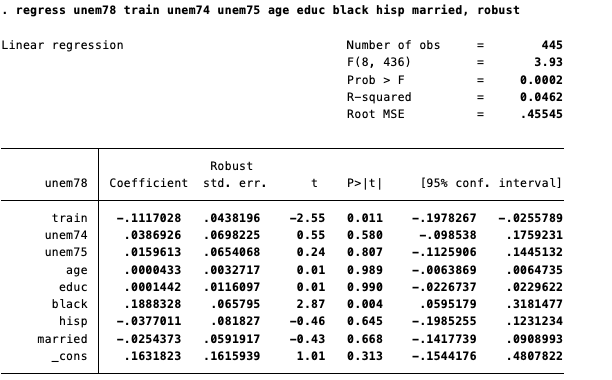 . regress unem78 train unem74 unem75 age educ black hisp married, robust
Linear regression Number of obs = 445
F(8, 436) = 3.93
Prob > F = 0.0002
R-squared = 0.0462
Root MSE = .45545
Robust
unem78 Coefficient std. err. t P>|t| [95% conf. interval]
train -.1117028 .0438196 -2.55 0.011 -.1978267 -.0255789
unem74 .0386926 .0698225 0.55 0.580 -.098538 .1759231
unem75 .0159613 .0654068 0.24 0.807 -.1125906 .1445132
age .0000433 .0032717 0.01 0.989 -.0063869 .0064735
educ .0001442 .0116097 0.01 0.990 -.0226737 .0229622
black .1888328 .065795 2.87 0.004 .0595179 .3181477
hisp -.0377011 .081827 -0.46 0.645 -.1985255 .1231234
married -.0254373 .0591917 -0.43 0.668 -.1417739 .0908993
_cons .1631823 .1615939 1.01 0.313 -.1544176 .4807822